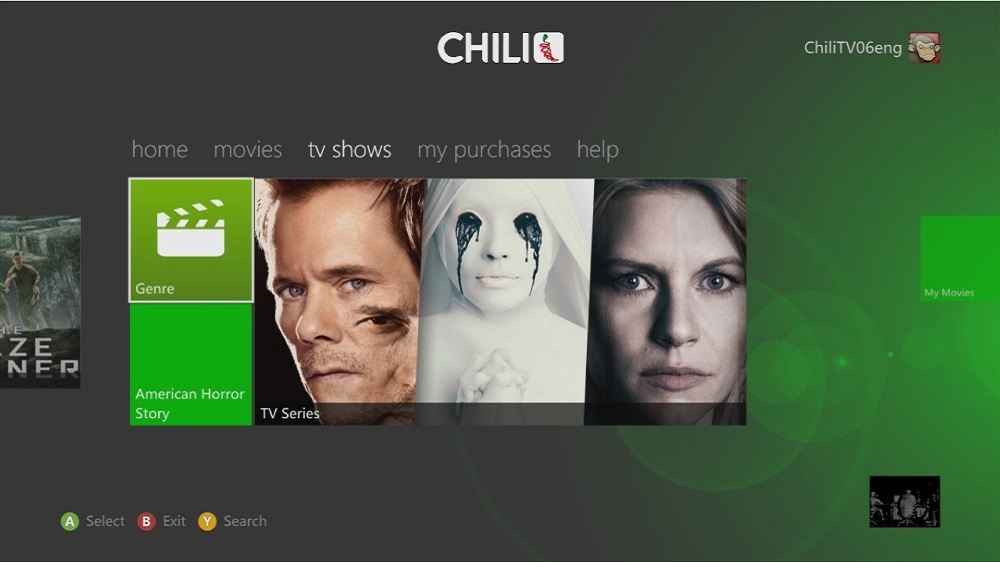 CHILI
ChiliTV06eng
home movies tv shows my purchases help
Genre
American Horror
Story
TV Series
HE
ZE
NER
My Movies
A Select B Exit Y Search